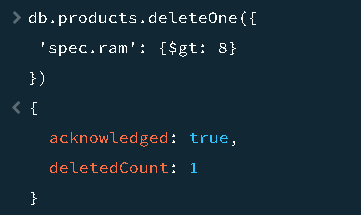 > db.products.deleteOne({
'spec.ram': {$gt: 8}
})
< {
acknowledged: true,
deletedCount: 1
}